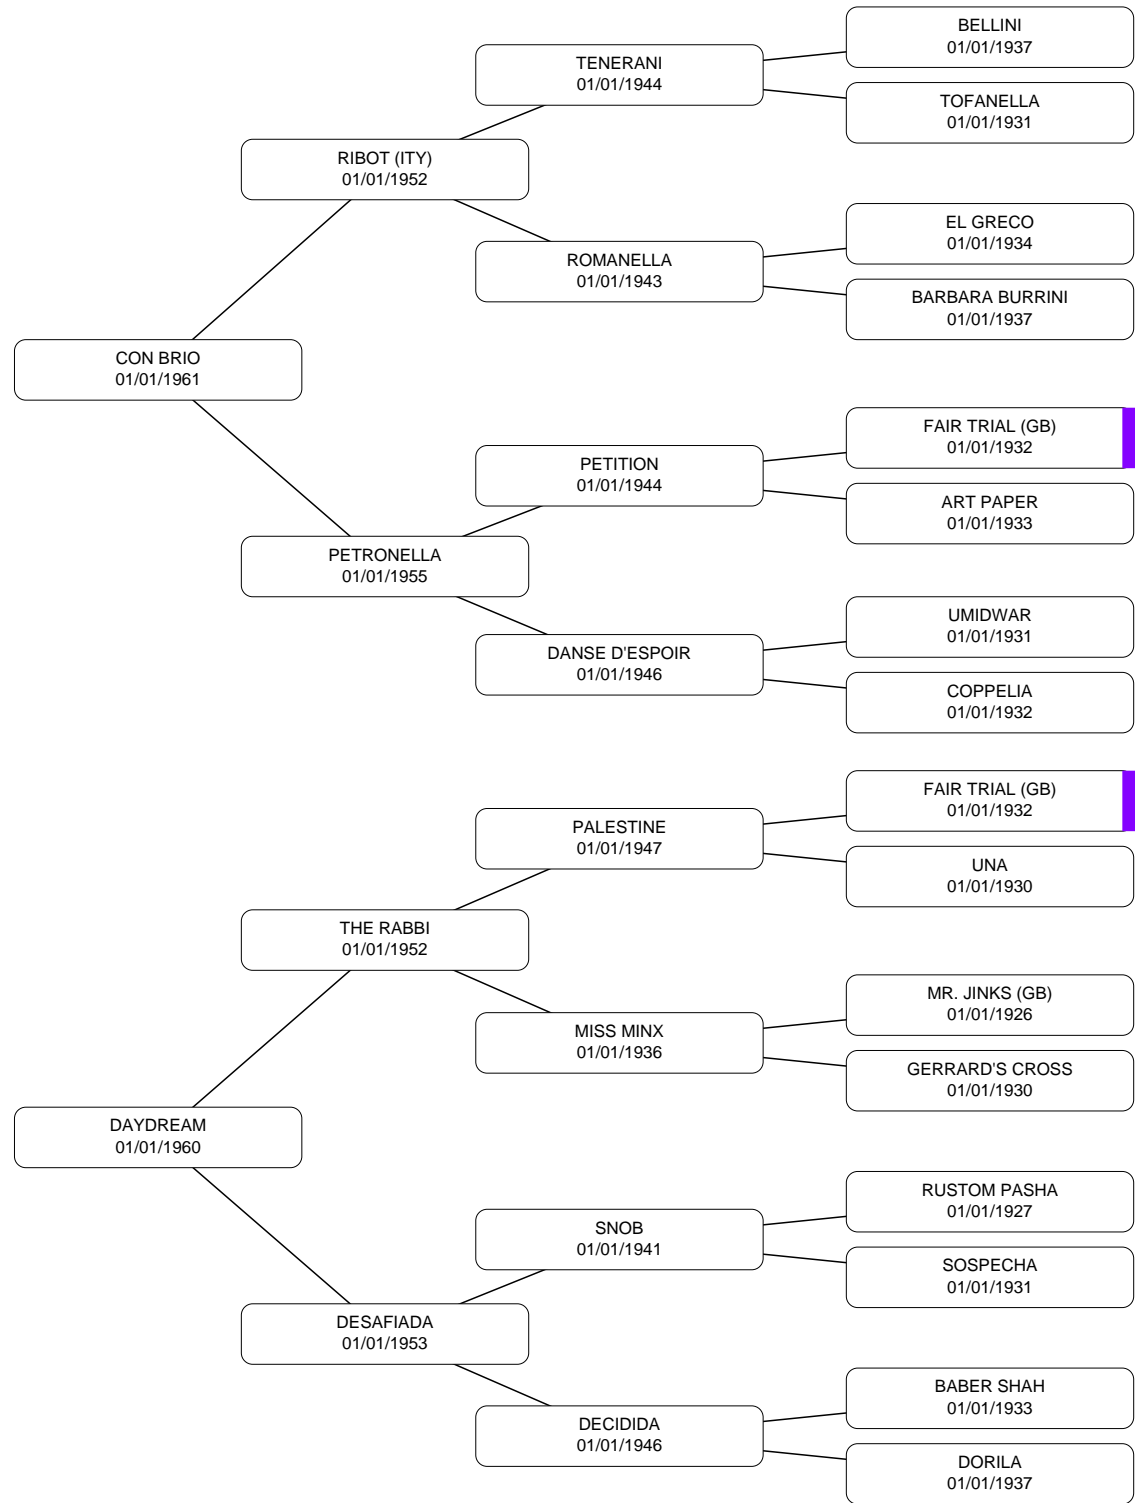 BELLINI
01/01/1937
TENERANI
01/01/1944
TOFANELLA
01/01/1931
RIBOT (ITY)
01/01/1952
EL GRECO
01/01/1934
ROMANELLA
01/01/1943
BARBARA BURRINI
01/01/1937
CON BRIO
01/01/1961
FAIR TRIAL (GB)
01/01/1932
PETITION
01/01/1944
ART PAPER
01/01/1933
PETRONELLA
01/01/1955
UMIDWAR
01/01/1931
DANSE D'ESPOIR
01/01/1946
COPPELIA
01/01/1932
FAIR TRIAL (GB)
01/01/1932
PALESTINE
01/01/1947
UNA
01/01/1930
THE RABBI
01/01/1952
MR. JINKS (GB)
01/01/1926
MISS MINX
01/01/1936
GERRARD'S CROSS
01/01/1930
DAYDREAM
01/01/1960
RUSTOM PASHA
01/01/1927
SNOB
01/01/1941
SOSPECHA
01/01/1931
DESAFIADA
01/01/1953
BABER SHAH
01/01/1933
DECIDIDA
01/01/1946
DORILA
01/01/1937